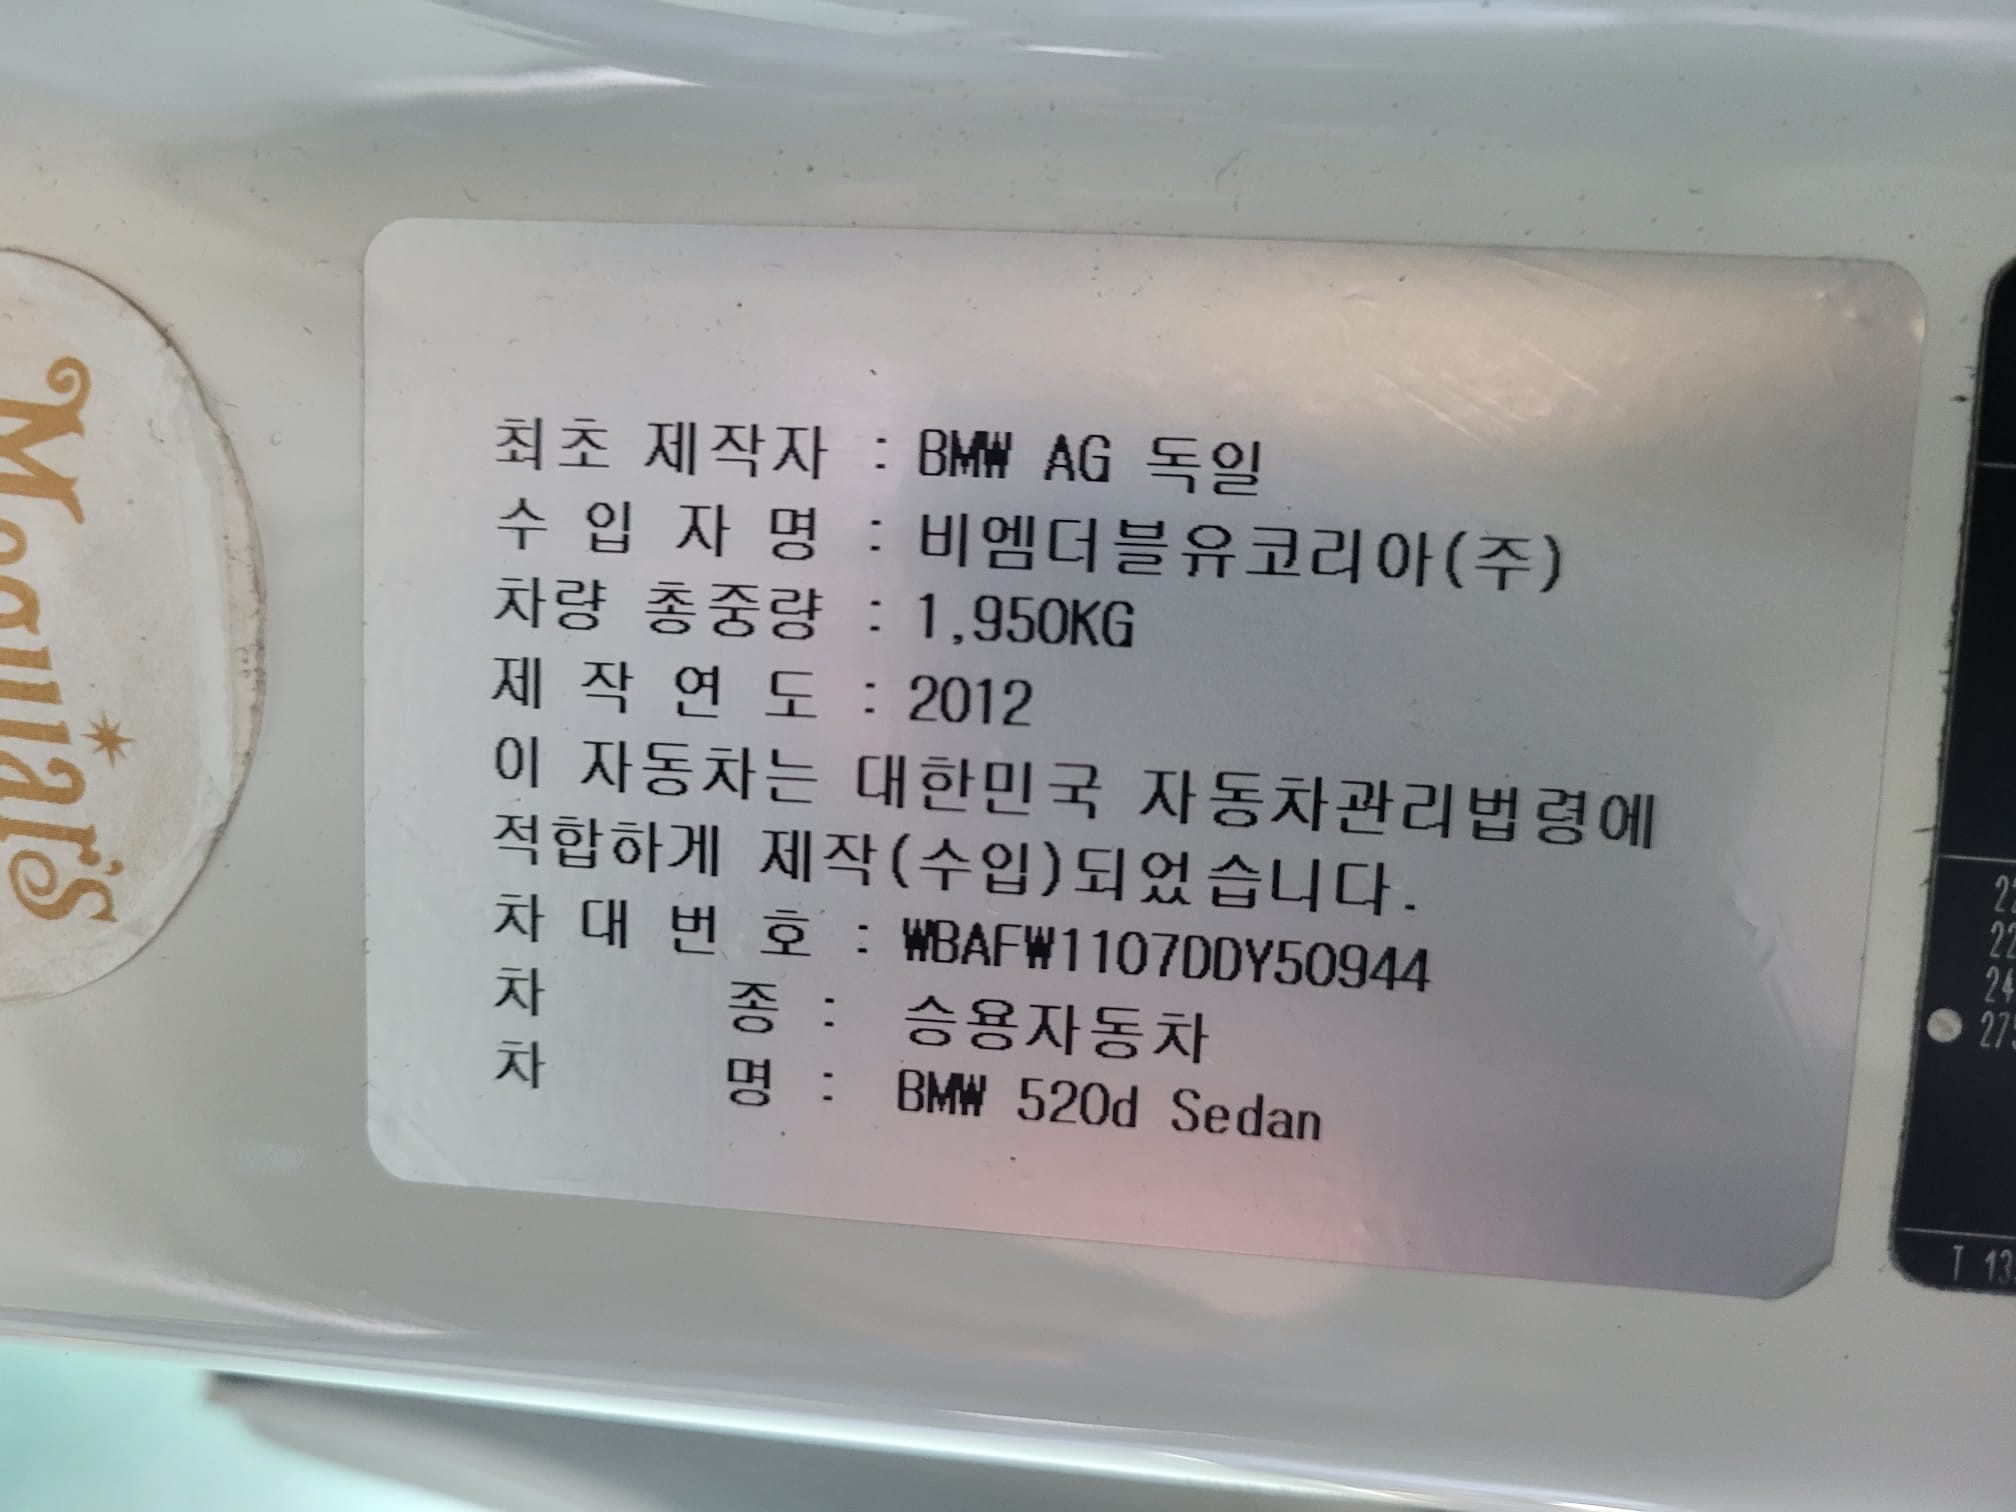 최초 제작자 : BMW AG 독일
수 입 자 명 : 비엠더블유코리아(주)
차량 총중량 : 1,950KG
제 작 연 도 : 2012
이 자동차는 대한민국 자동차관리법령에
적합하게 제작(수입)되었습니다.
차 대 번 호 : WBAFW1107DDY50944
차 종 : 승용자동차
차 명 : BMW 520d Sedan
Meguiar's
T 13